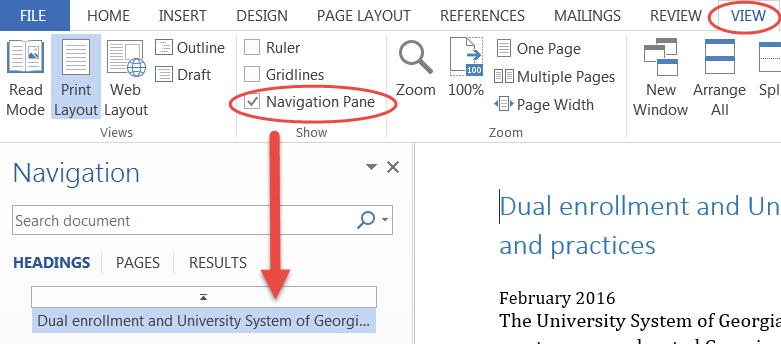 FILE HOME INSERT DESIGN PAGE LAYOUT REFERENCES MAILINGS REVIEW VIEW
Read Mode
Print Layout
Web Layout
Outline
Draft
Views
Ruler
Gridlines
Navigation Pane
Show
Zoom
100
100%
One Page
Multiple Pages
Page Width
Zoom
New Window
Arrange All
Spl
Navigation
Search document
HEADINGS PAGES RESULTS
Dual enrollment and University System of Georgi...
Dual enrollment and Un
and practices
February 2016
The University System of Georgia